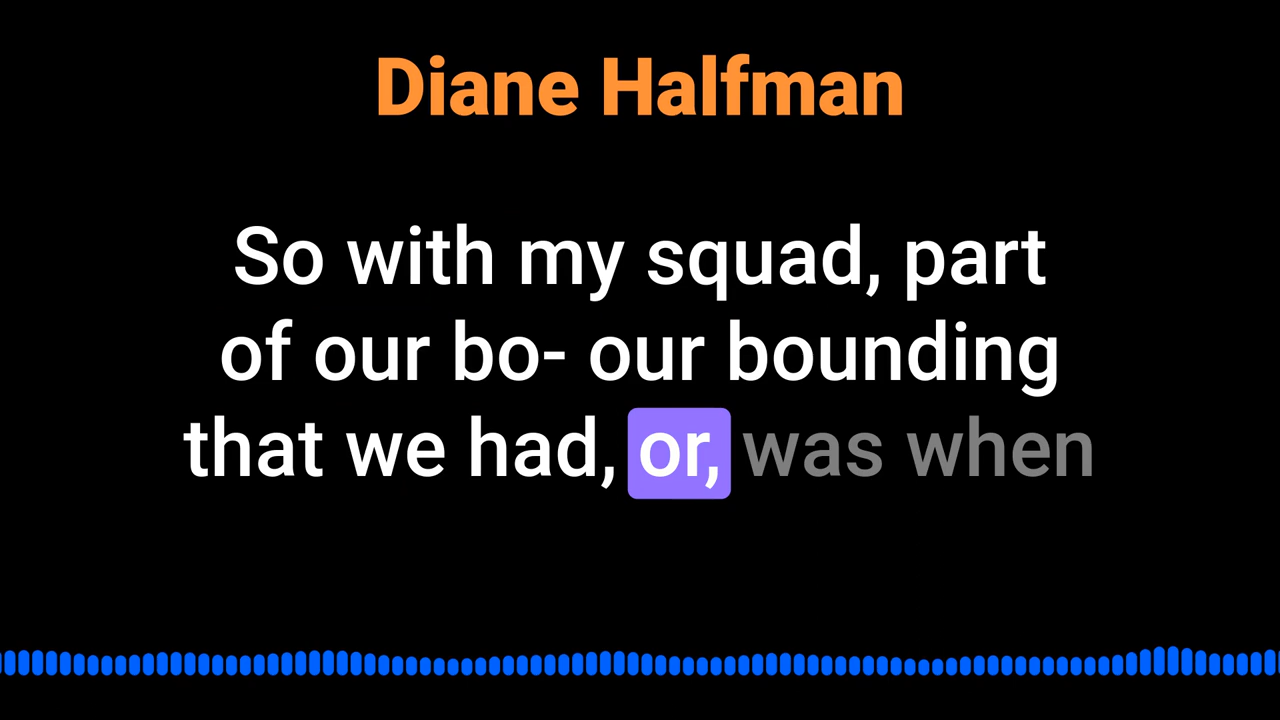 Diane Halfman
So with my squad, part
of our bo- our bounding
that we had, or, was when